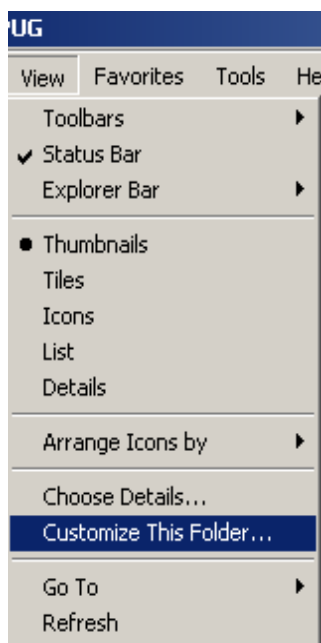 UG
View Favorites Tools He
Toolbars
Status Bar
Explorer Bar
Thumbnails
Tiles
Icons
List
Details
Arrange Icons by
Choose Details...
Customize This Folder...
Go To
Refresh